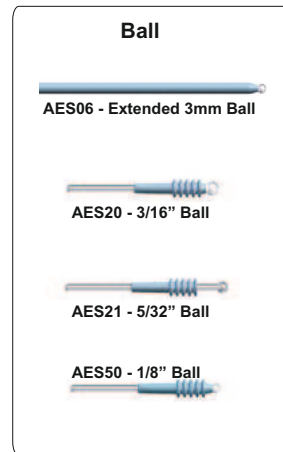 Ball
AES06 - Extended 3mm Ball
AES20 - 3/16” Ball
AES21 - 5/32” Ball
AES50 - 1/8” Ball